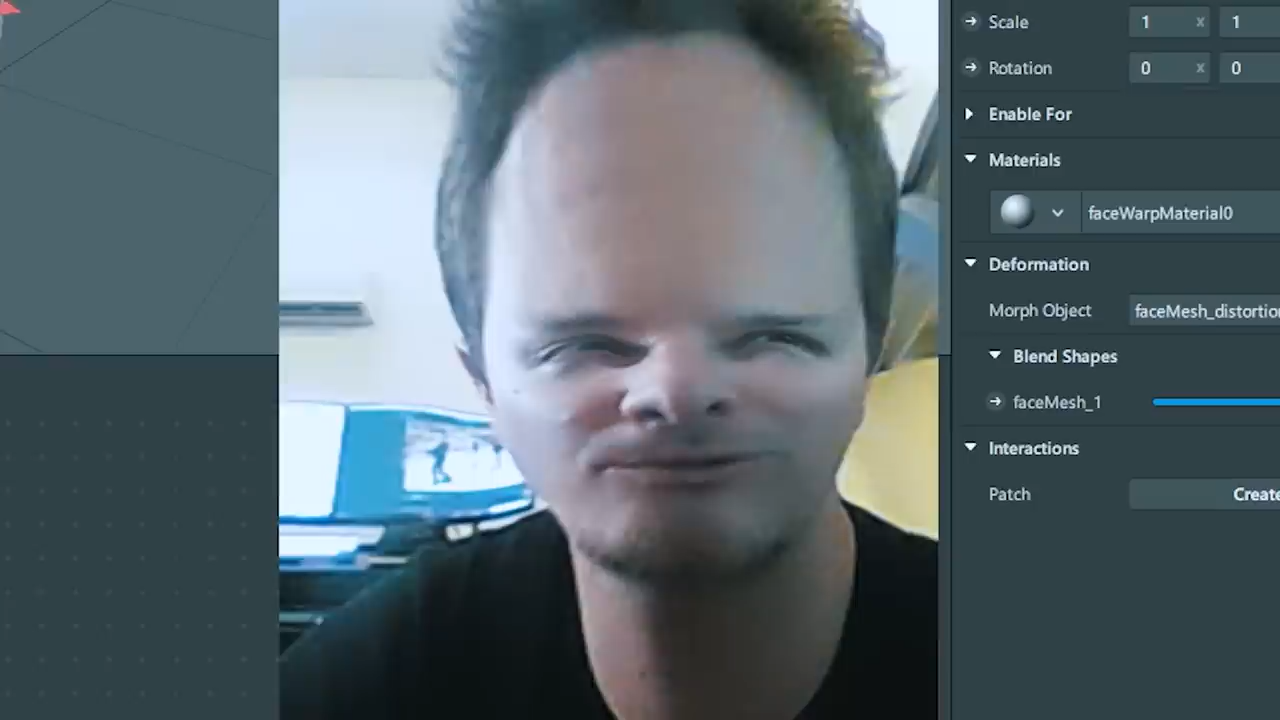 Scale 1 x 1
Rotation 0 x 0
Enable For
Materials
faceWarpMaterial0
Deformation
Morph Object faceMesh_distortion
Blend Shapes
faceMesh_1
Interactions
Patch Create